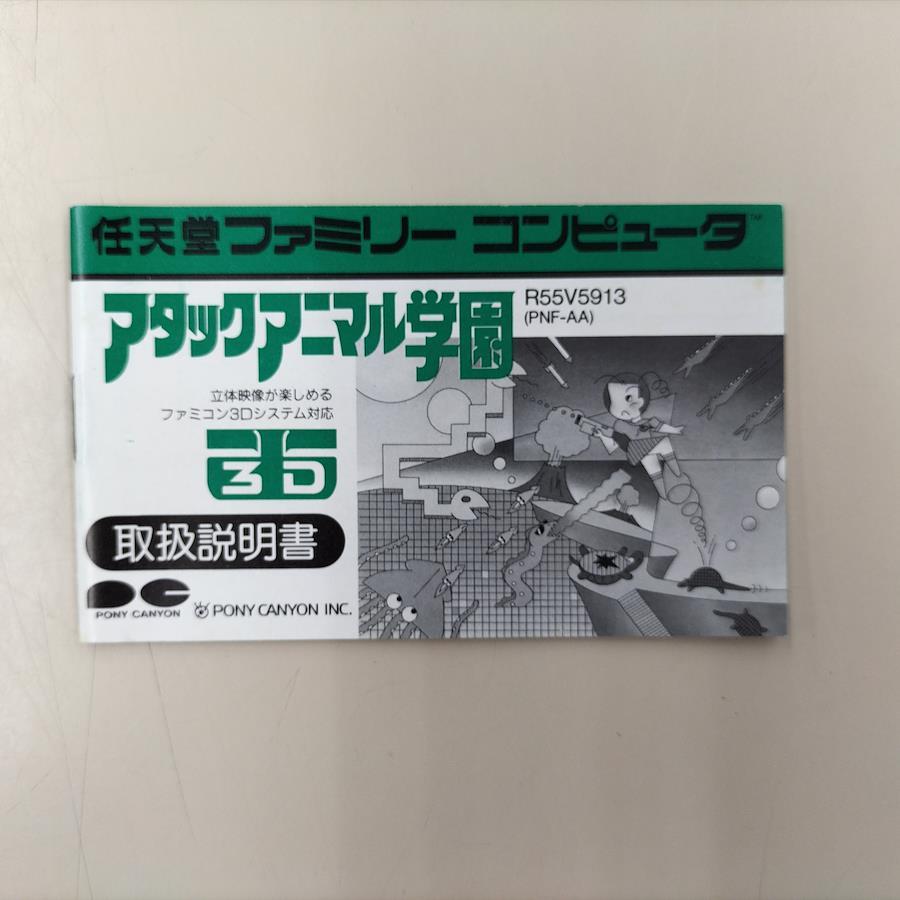 任天堂ファミリー コンピュータ™
アタックアニマル学園
R55V5913
(PNF-AA)
立体映像が楽しめる
ファミコン3Dシステム対応
3D
取扱説明書
PONY CANYON
PONY CANYON INC.